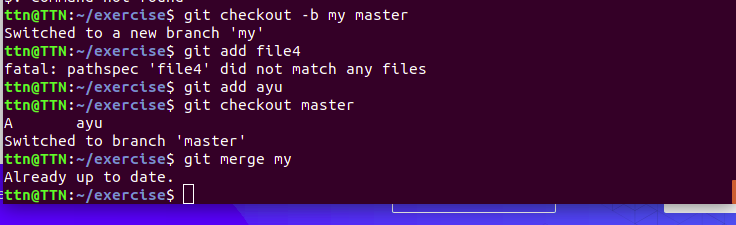 ttn@TTN:~/exercise$ git checkout -b my master
Switched to a new branch 'my'
ttn@TTN:~/exercise$ git add file4
fatal: pathspec 'file4' did not match any files
ttn@TTN:~/exercise$ git add ayu
ttn@TTN:~/exercise$ git checkout master
A       ayu
Switched to branch 'master'
ttn@TTN:~/exercise$ git merge my
Already up to date.
ttn@TTN:~/exercise$